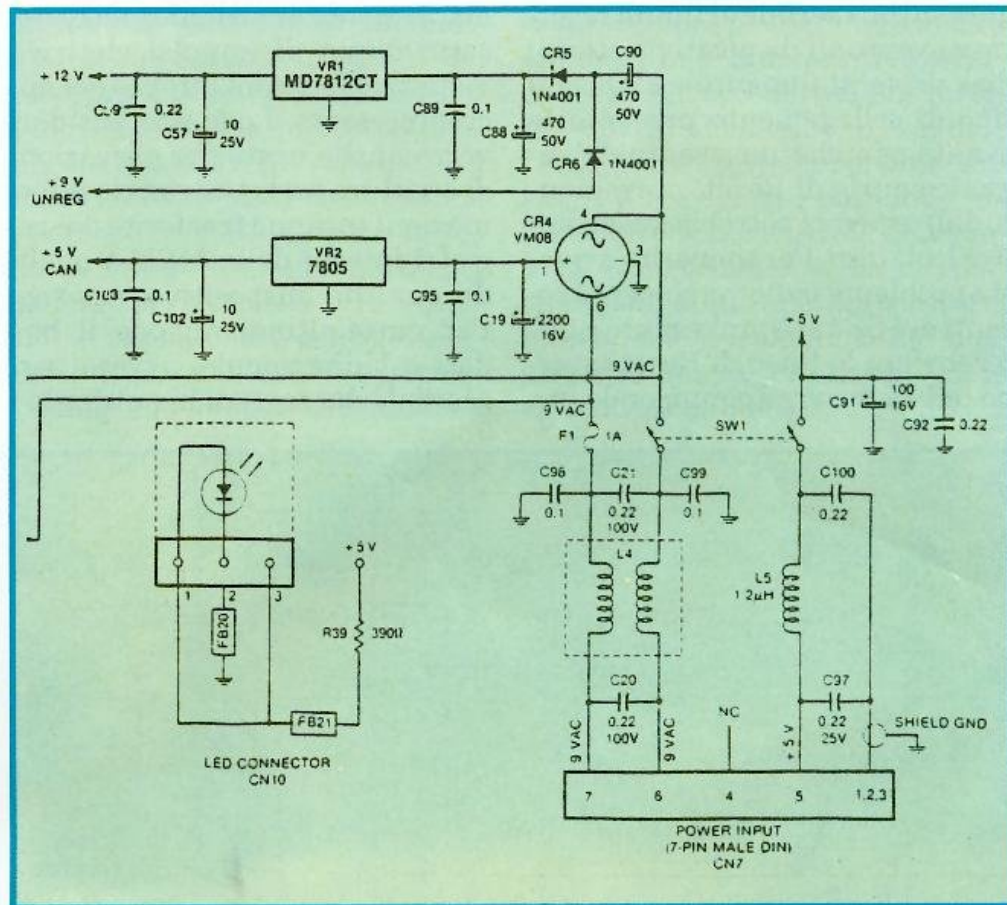 VR1
MD7812CT
+ 12 V
0.22
C57
10
25V
C89
0.1
C88
470
50V
CR5
1N4001
C90
470
50V
CR6
1N4001
+ 9 V
UNREG
4
CR4
VM08
3
1
+
6
+ 5 V
CAN
VR2
7805
C103
0.1
C102
10
25V
C95
0.1
C19
2200
16V
9 VAC
9 VAC
+ 5 V
F1
1A
SW1
C91
100
16V
C92
0.22
C98
0.1
C21
0.22
100V
C99
0.1
C100
0.22
L4
L5
1.2µH
1
2
3
FB20
+ 5 V
R39
390Ω
FB21
LED CONNECTOR
CN10
C20
0.22
100V
9 VAC
9 VAC
NC
+ 5 V
C97
0.22
25V
SHIELD GND
7
6
4
5
1,2,3
POWER INPUT
(7-PIN MALE DIN)
CN7